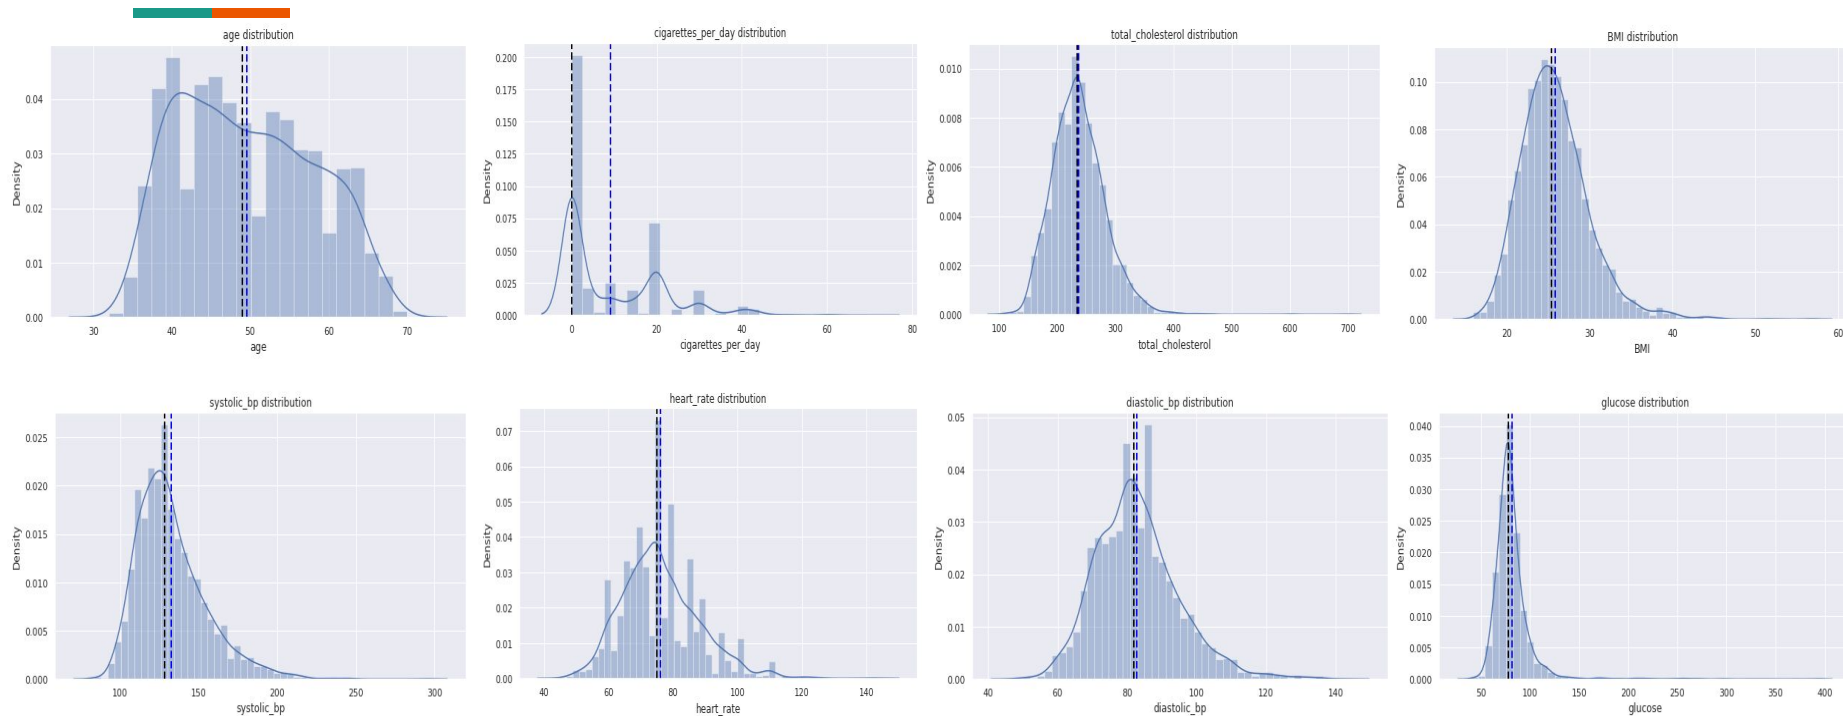 age distribution
Density
0.04
0.03
0.02
0.01
0.00
30 40 50 60 70
age
cigarettes_per_day distribution
Density
0.200
0.175
0.150
0.125
0.100
0.075
0.050
0.025
0.000
0 20 40 60 80
cigarettes_per_day
total_cholesterol distribution
Density
0.010
0.008
0.006
0.004
0.002
0.000
100 200 300 400 500 600 700
total_cholesterol
BMI distribution
Density
0.10
0.08
0.06
0.04
0.02
0.00
20 30 40 50 60
BMI
systolic_bp distribution
Density
0.025
0.020
0.015
0.010
0.005
0.000
100 150 200 250 300
systolic_bp
heart_rate distribution
Density
0.07
0.06
0.05
0.04
0.03
0.02
0.01
0.00
40 60 80 100 120 140
heart_rate
diastolic_bp distribution
Density
0.05
0.04
0.03
0.02
0.01
0.00
40 60 80 100 120 140
diastolic_bp
glucose distribution
Density
0.040
0.035
0.030
0.025
0.020
0.015
0.010
0.005
0.000
50 100 150 200 250 300 350 400
glucose